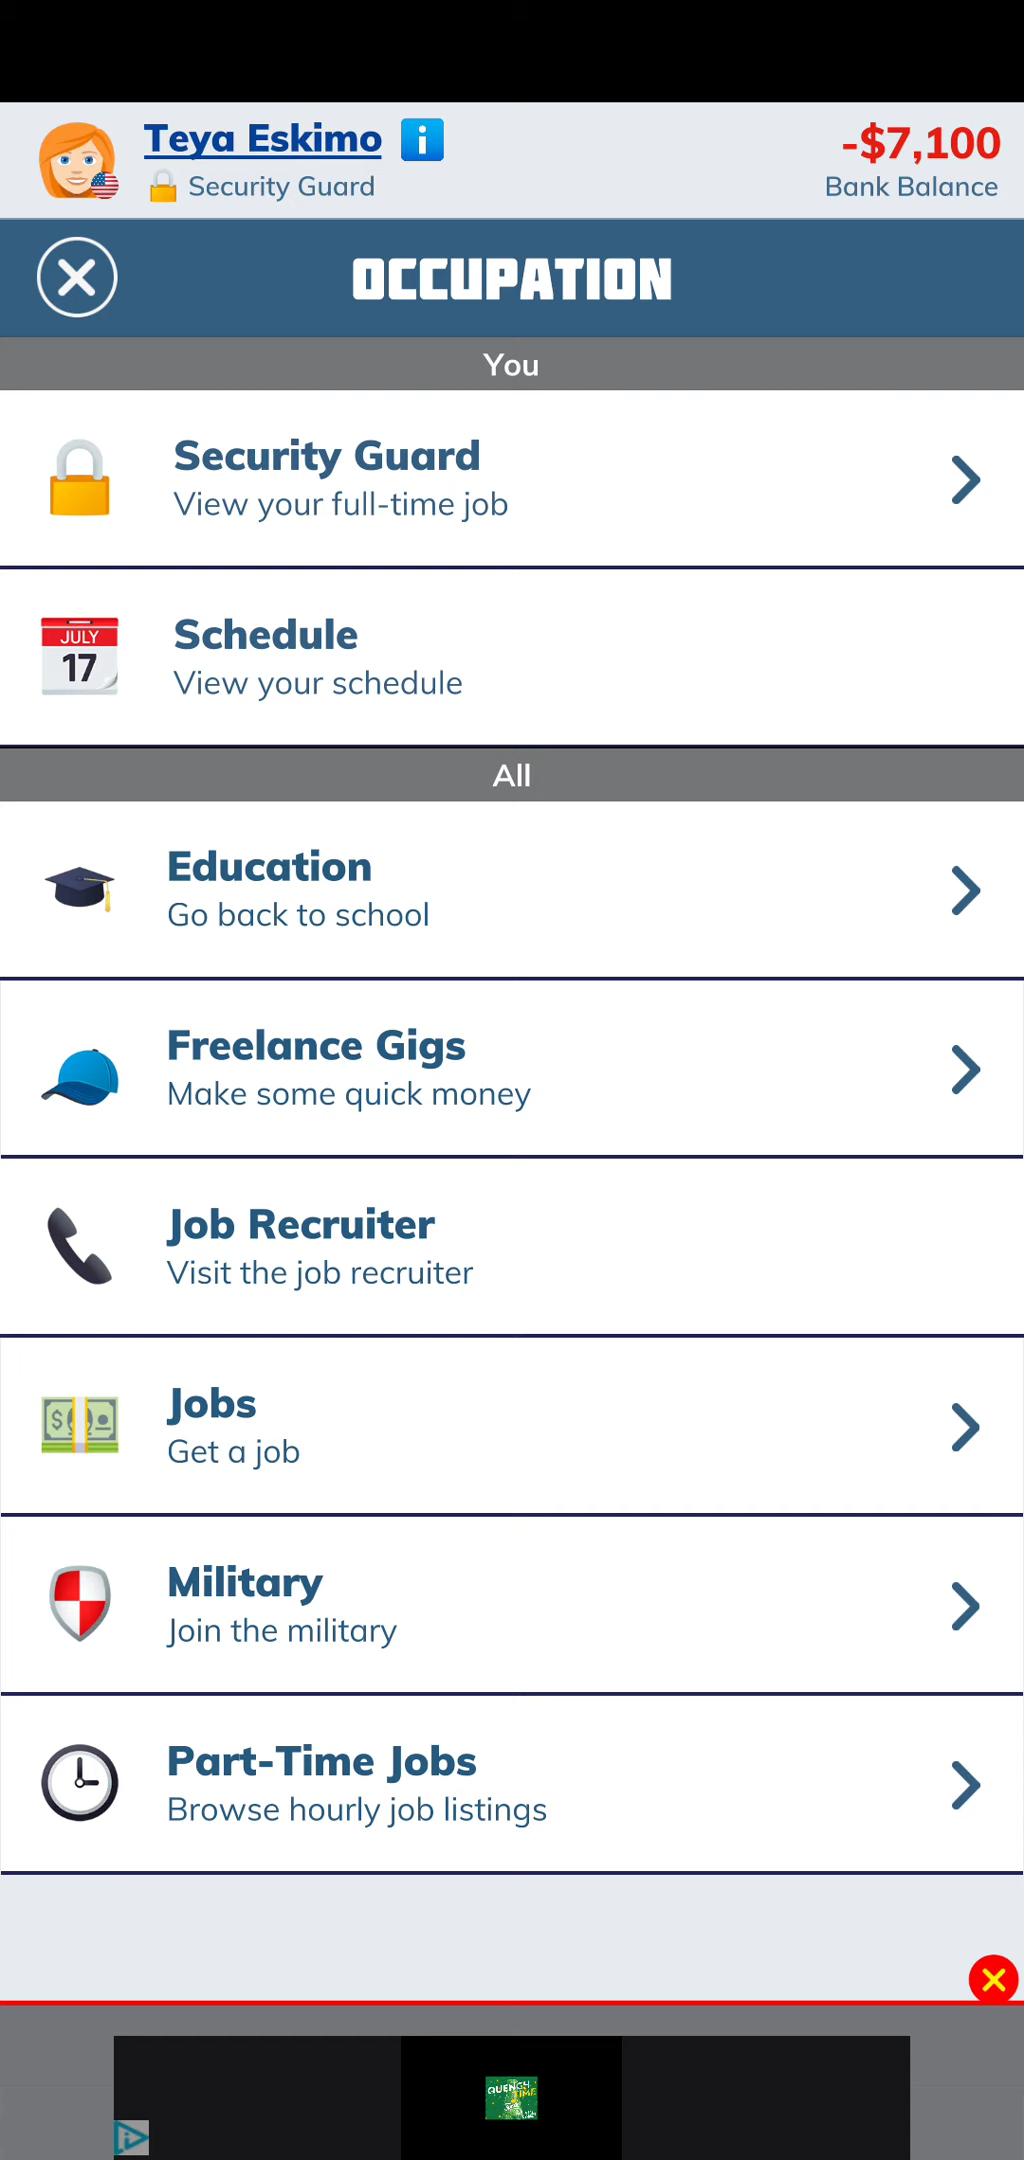 Teya Eskimo
-$7,100
Security Guard
Bank Balance
OCCUPATION
You
Security Guard
View your full-time job
JULY
17
Schedule
View your schedule
All
Education
Go back to school
Freelance Gigs
Make some quick money
Job Recruiter
Visit the job recruiter
Jobs
Get a job
Military
Join the military
Part-Time Jobs
Browse hourly job listings
QUENCH
TIME